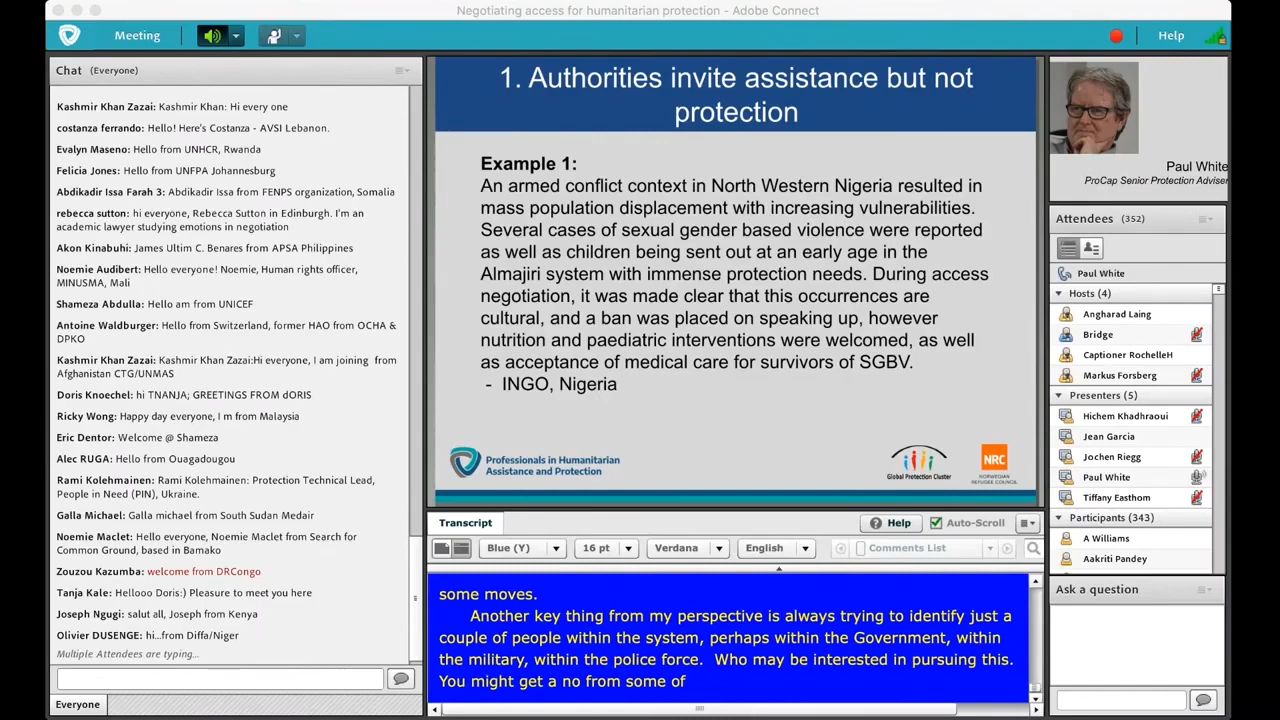 Negotiating access for humanitarian protection - Adobe Connect
Meeting
Help
Chat (Everyone)
Kashmir Khan Zazai: Kashmir Khan: Hi every one
costanza ferrando: Hello! Here's Costanza - AVSI Lebanon.
Evalyn Maseno: Hello from UNHCR, Rwanda
Felicia Jones: Hello from UNFPA Johannesburg
Abdikadir Issa Farah 3: Abdikadir Issa from FENPS organization, Somalia
rebecca sutton: hi everyone, Rebecca Sutton in Edinburgh. I'm an
academic lawyer studying emotions in negotiation
Akon Kinabuhi: James Ultim C. Benares from APSA Philippines
Noemie Audibert: Hello everyone! Noemie, Human rights officer,
MINUSMA, Mali
Shameza Abdulla: Hello am from UNICEF
Antoine Waldburger: Hello from Switzerland, former HAO from OCHA &
DPKO
Kashmir Khan Zazai: Kashmir Khan Zazai:Hi everyone, I am joining from
Afghanistan CTG/UNMAS
Doris Knoechel: hi TNANJA; GREETINGS FROM dORIS
Ricky Wong: Happy day everyone, I m from Malaysia
Eric Dentor: Welcome @ Shameza
Alec RUGA: Hello from Ouagadougou
Rami Kolehmainen: Rami Kolehmainen: Protection Technical Lead,
People in Need (PIN), Ukraine.
Galla Michael: Galla michael from South Sudan Medair
Noemie Maclet: Hello everyone, Noemie Maclet from Search for
Common Ground, based in Bamako
Zouzou Kazumba: welcome from DRCongo
Tanja Kale: Hellooo Doris:) Pleasure to meet you here
Joseph Ngugi: salut all, Joseph from Kenya
Olivier DUSENGE: hi...from Diffa/Niger
Multiple Attendees are typing...
Everyone
1. Authorities invite assistance but not
protection
Example 1:
An armed conflict context in North Western Nigeria resulted in
mass population displacement with increasing vulnerabilities.
Several cases of sexual gender based violence were reported
as well as children being sent out at an early age in the
Almajiri system with immense protection needs. During access
negotiation, it was made clear that this occurrences are
cultural, and a ban was placed on speaking up, however
nutrition and paediatric interventions were welcomed, as well
as acceptance of medical care for survivors of SGBV.
- INGO, Nigeria
Professionals in Humanitarian
Assistance and Protection
Global Protection Cluster
NRC
NORWEGIAN
REFUGEE COUNCIL
Transcript
Help
Auto-Scroll
Blue (Y)
16 pt
Verdana
English
Comments List
some moves.
Another key thing from my perspective is always trying to identify just a
couple of people within the system, perhaps within the Government, within
the military, within the police force. Who may be interested in pursuing this.
You might get a no from some of
Paul White
ProCap Senior Protection Adviser
Attendees (352)
Paul White
Hosts (4)
Angharad Laing
Bridge
Captioner RochelleH
Markus Forsberg
Presenters (5)
Hichem Khadhraoui
Jean Garcia
Jochen Riegg
Paul White
Tiffany Easthom
Participants (343)
A Williams
Aakriti Pandey
Ask a question